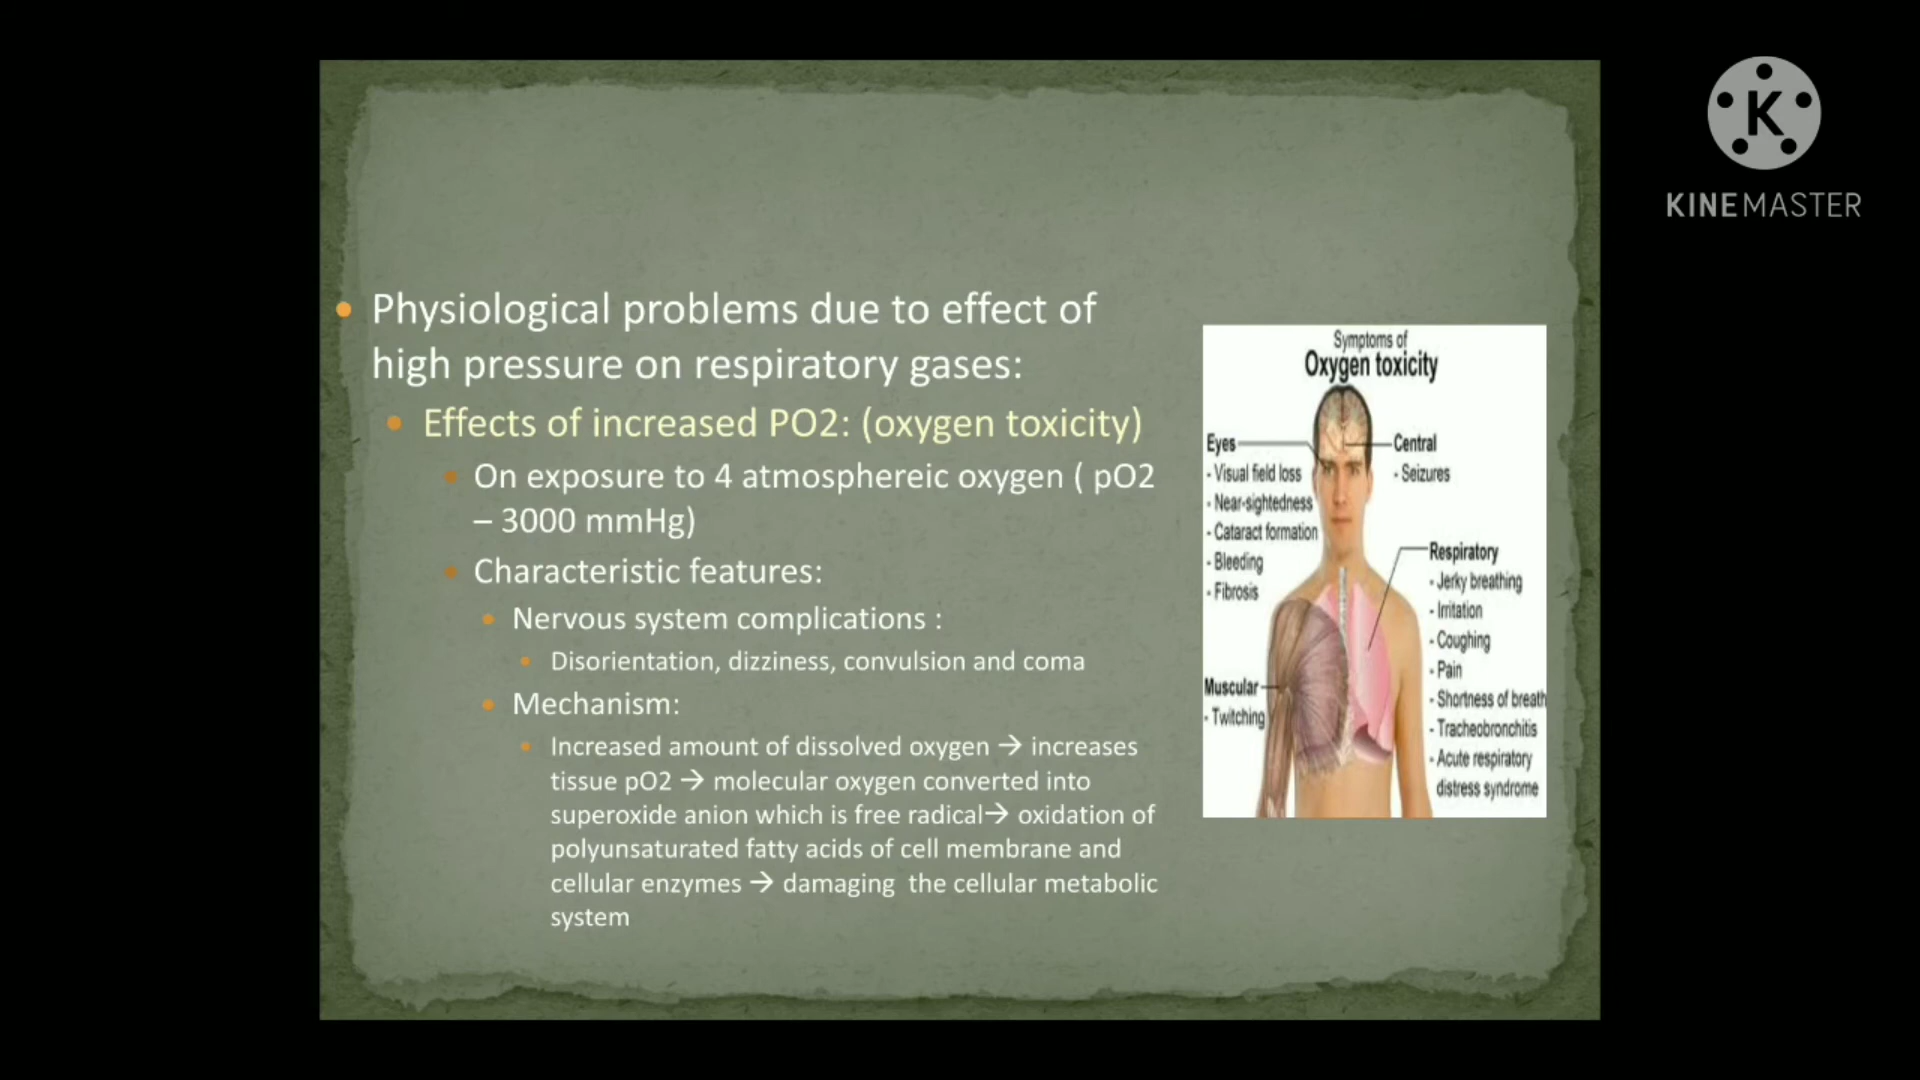 K
KINEMASTER
• Physiological problems due to effect of
high pressure on respiratory gases:
• Effects of increased PO2: (oxygen toxicity)
• On exposure to 4 atmosphereic oxygen ( pO2
– 3000 mmHg)
• Characteristic features:
• Nervous system complications :
• Disorientation, dizziness, convulsion and coma
• Mechanism:
• Increased amount of dissolved oxygen → increases
tissue pO2 → molecular oxygen converted into
superoxide anion which is free radical→ oxidation of
polyunsaturated fatty acids of cell membrane and
cellular enzymes → damaging the cellular metabolic
system
Symptoms of
Oxygen toxicity
Eyes
- Visual field loss
- Near-sightedness
- Cataract formation
- Bleeding
- Fibrosis
Central
- Seizures
Respiratory
- Jerky breathing
- Irritation
- Coughing
- Pain
- Shortness of breath
- Tracheobronchitis
- Acute respiratory
distress syndrome
Muscular
- Twitching